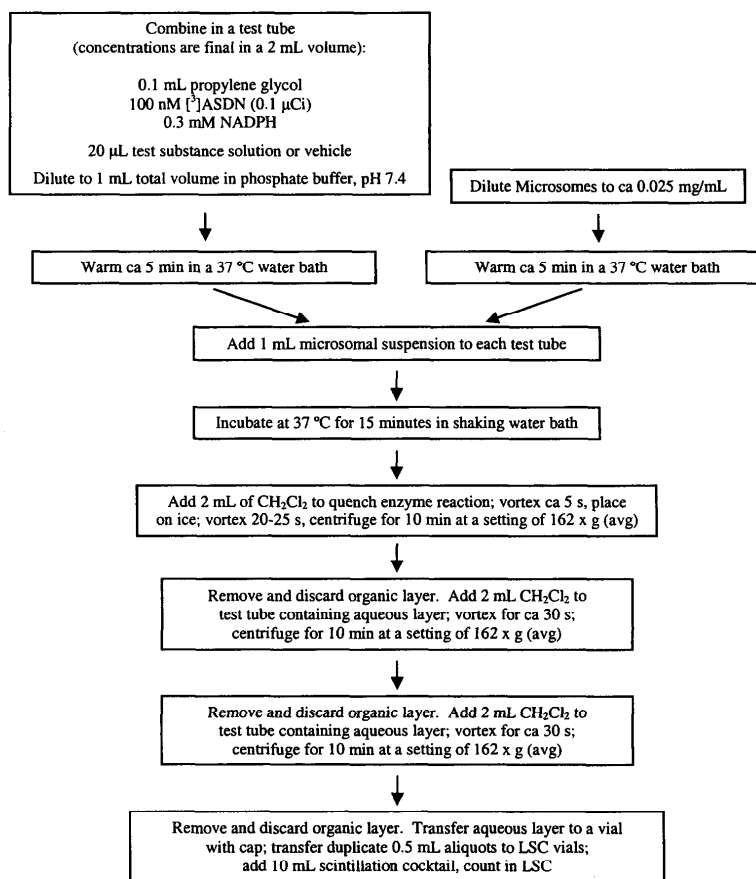 Combine in a test tube
(concentrations are final in a 2 mL volume):
0.1 mL propylene glycol
100 nM [³]ASDN (0.1 µCi)
0.3 mM NADPH
20 µL test substance solution or vehicle
Dilute to 1 mL total volume in phosphate buffer, pH 7.4
Dilute Microsomes to ca 0.025 mg/mL
Warm ca 5 min in a 37 °C water bath
Warm ca 5 min in a 37 °C water bath
Add 1 mL microsomal suspension to each test tube
Incubate at 37 °C for 15 minutes in shaking water bath
Add 2 mL of CH₂Cl₂ to quench enzyme reaction; vortex ca 5 s, place
on ice; vortex 20-25 s, centrifuge for 10 min at a setting of 162 x g (avg)
Remove and discard organic layer. Add 2 mL CH₂Cl₂ to
test tube containing aqueous layer; vortex for ca 30 s;
centrifuge for 10 min at a setting of 162 x g (avg)
Remove and discard organic layer. Add 2 mL CH₂Cl₂ to
test tube containing aqueous layer; vortex for ca 30 s;
centrifuge for 10 min at a setting of 162 x g (avg)
Remove and discard organic layer. Transfer aqueous layer to a vial
with cap; transfer duplicate 0.5 mL aliquots to LSC vials;
add 10 mL scintillation cocktail, count in LSC